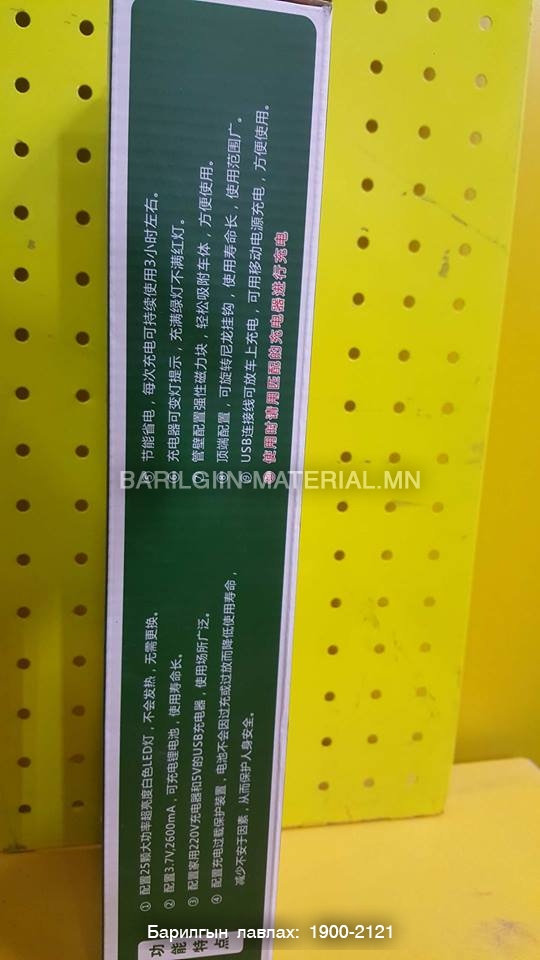 功能特点
① 配置25颗大功率超亮度白色LED灯，不会发热，无需更换。
② 配置3.7V,2600mA，可充电锂电池，使用寿命长。
③ 配置家用220V充电器和5V的USB充电器，使用场所广泛。
④ 配置充电过载保护装置，电池不会因过充或过放而降低使用寿命，
减少不安于因素，从而保护人身安全。
⑤ 节能省电，每次充电可持续使用3小时左右。
⑥ 充电器可变灯提示，充满绿灯不满红灯。
管壁配置强性磁力块，轻松吸附车体，方便使用。
⑧ 顶端配置，可旋转尼龙挂钩，使用寿命长，使用范围广。
⑨ USB连接线可放车上充电，可用移动电源充电，方便使用。
⑩ 使用时请用匹配的充电器进行充电
BARILGIIN-MATERIAL.MN
Барилгын лавлах: 1900-2121